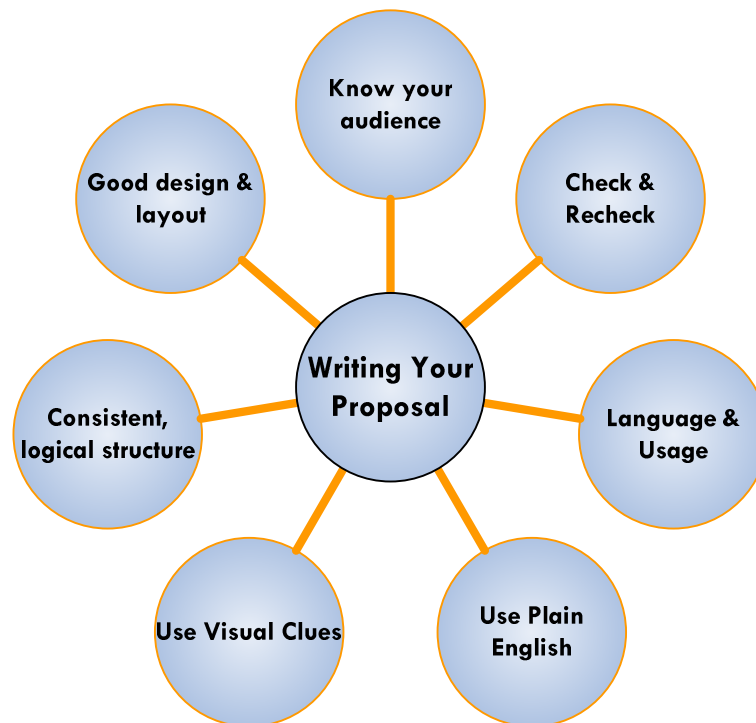 Know your
audience
Good design &
layout
Check &
Recheck
Writing Your
Proposal
Consistent,
logical structure
Language &
Usage
Use Visual Clues
Use Plain
English